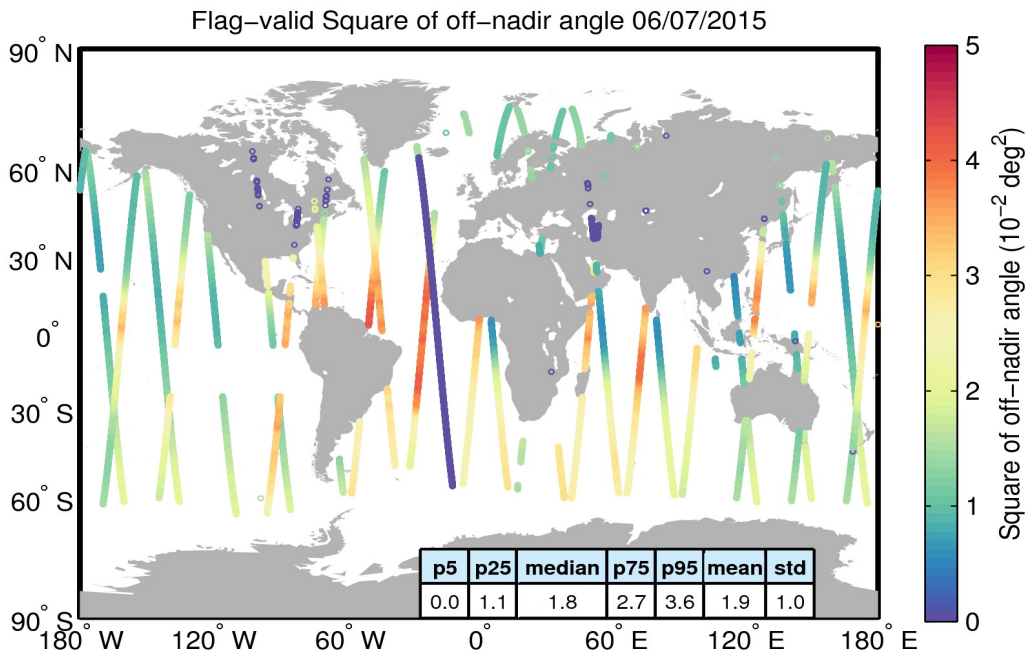 Flag−valid Square of off−nadir angle 06/07/2015
90° N
60° N
30° N
0°
30° S
60° S
90° S
180° W
120° W
60° W
0°
60° E
120° E
180° E
p5 p25 median p75 p95 mean std
0.0 1.1 1.8 2.7 3.6 1.9 1.0
5
4
3
2
1
0
Square of off−nadir angle (10⁻² deg²)